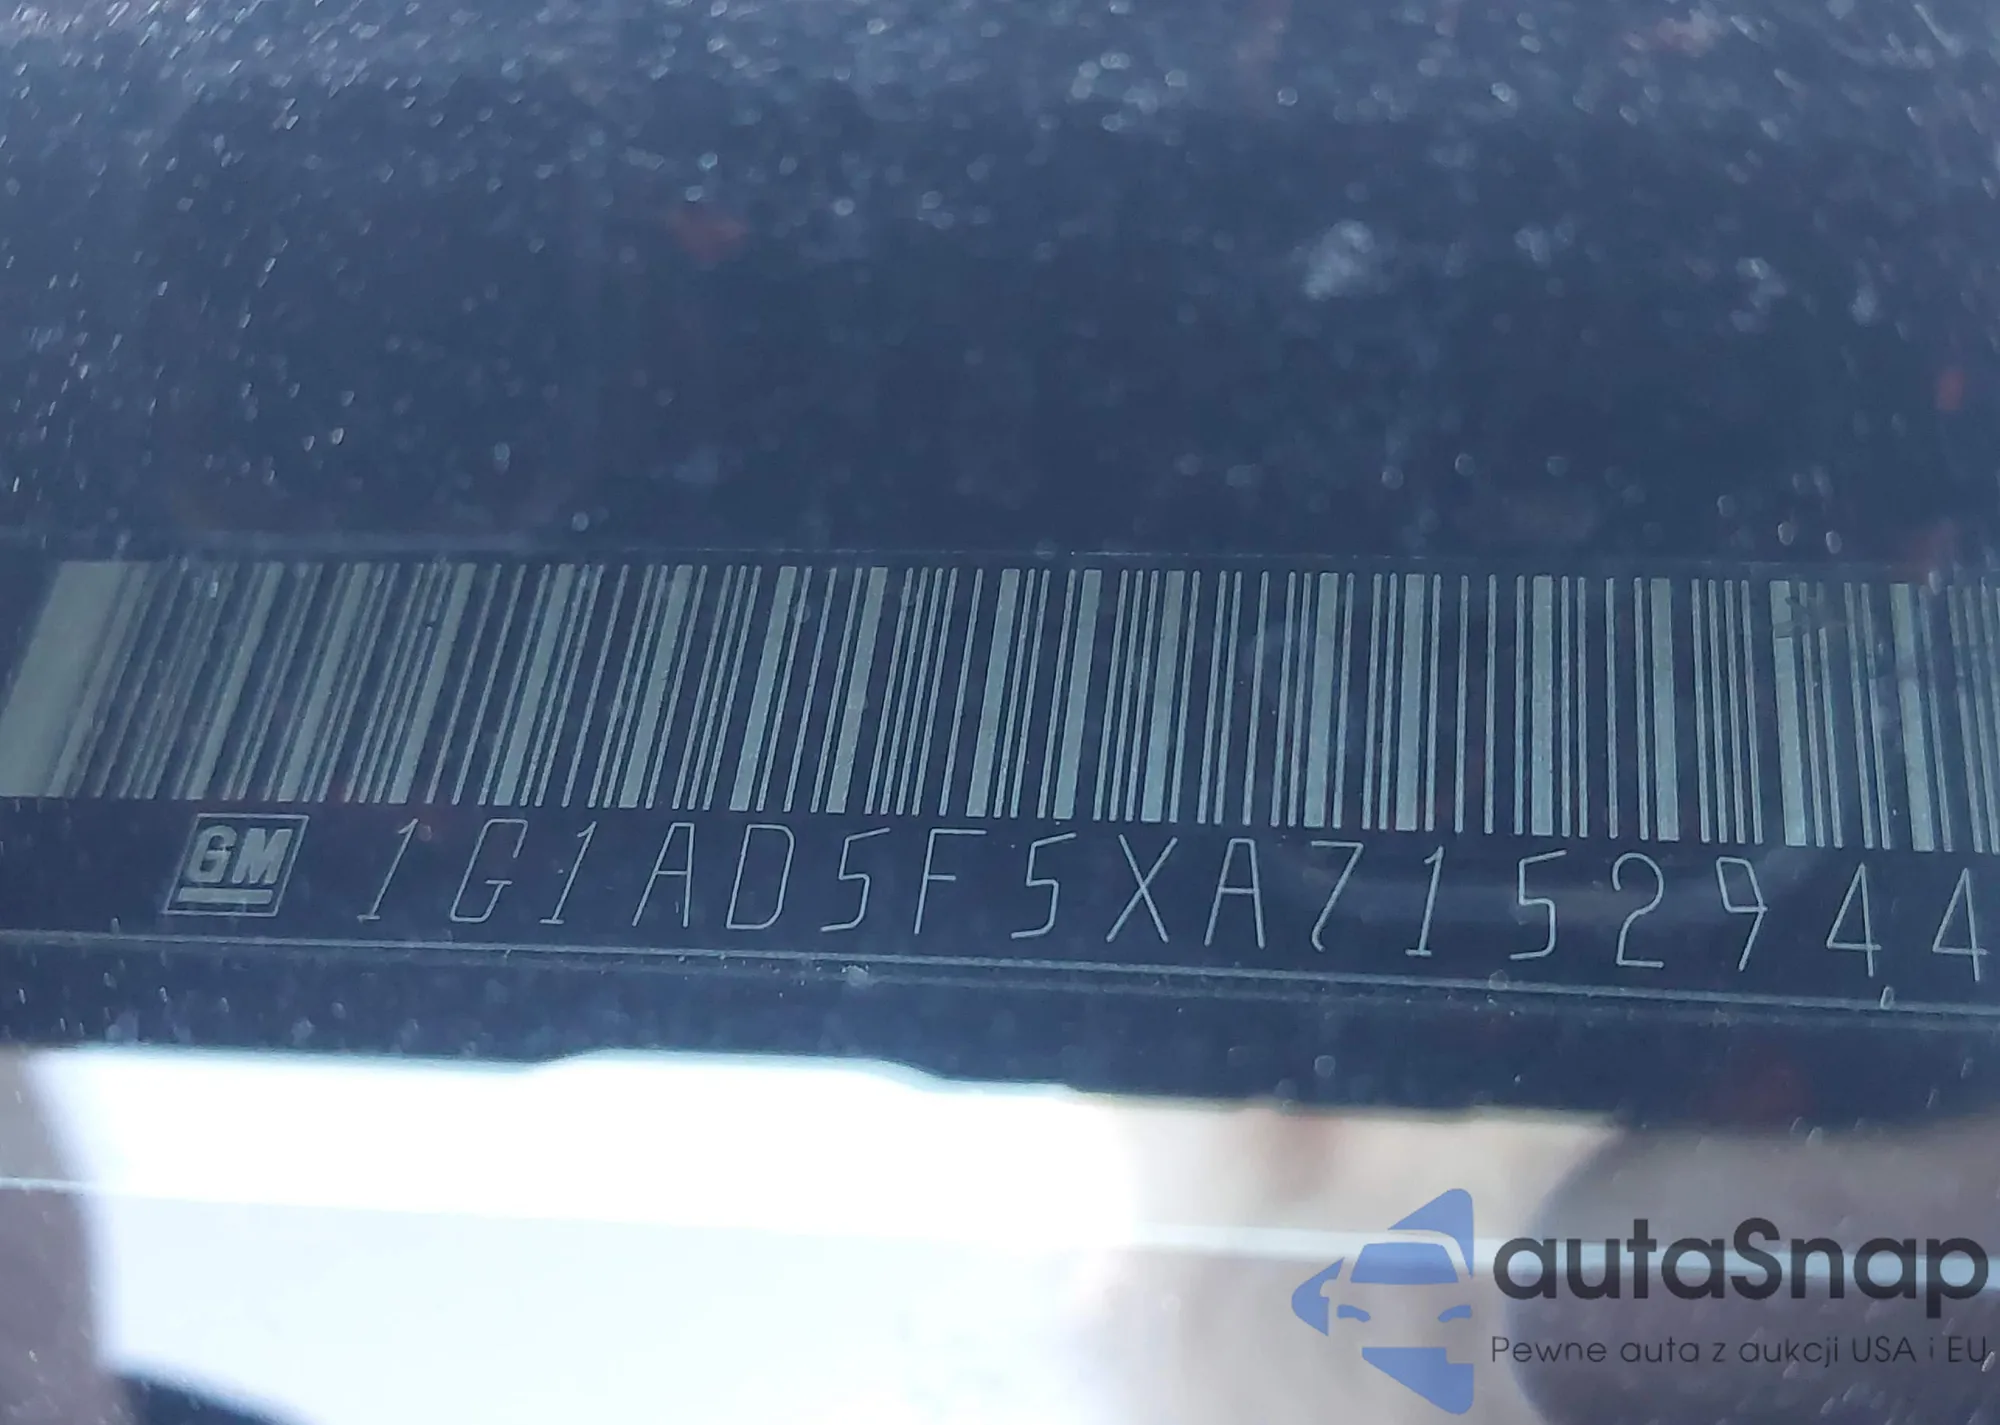 GM 1G1AD5F5XA7152944
autaSnap
Pewne auta z aukcji USA i EU